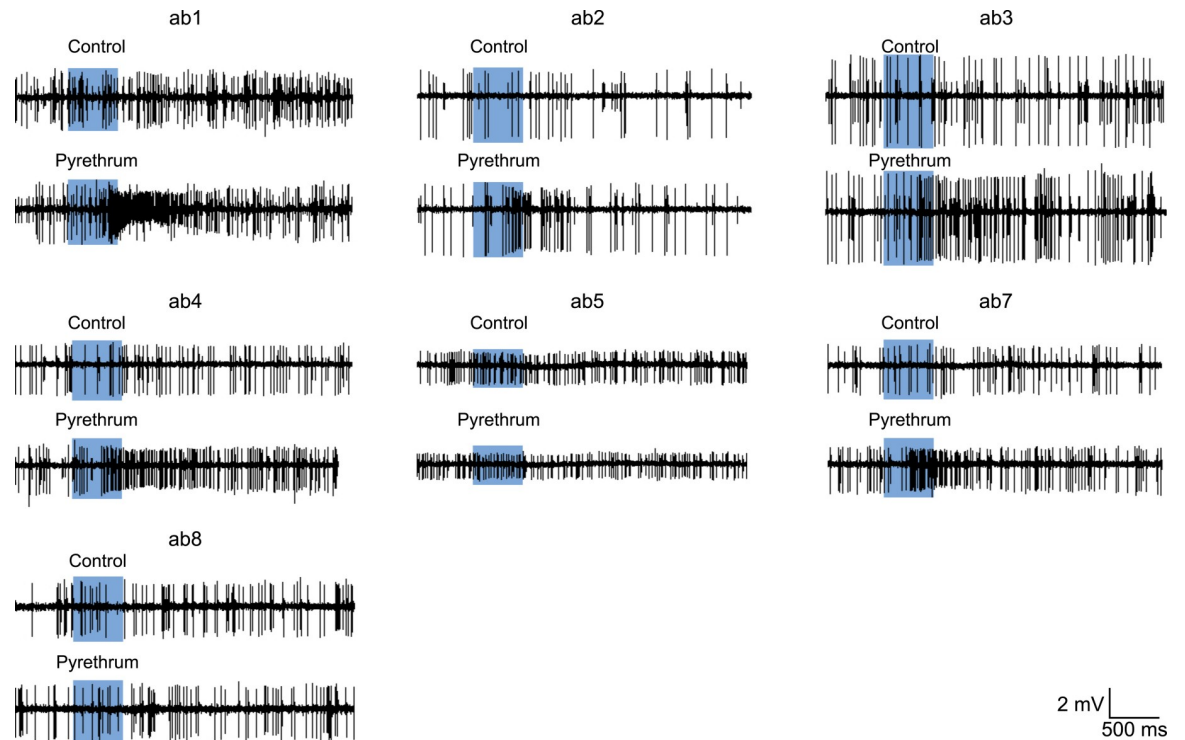 ab1 ab2 ab3
Control Control Control
Pyrethrum Pyrethrum Pyrethrum
ab4 ab5 ab7
Control Control Control
Pyrethrum Pyrethrum Pyrethrum
ab8
Control
Pyrethrum
2 mV
500 ms